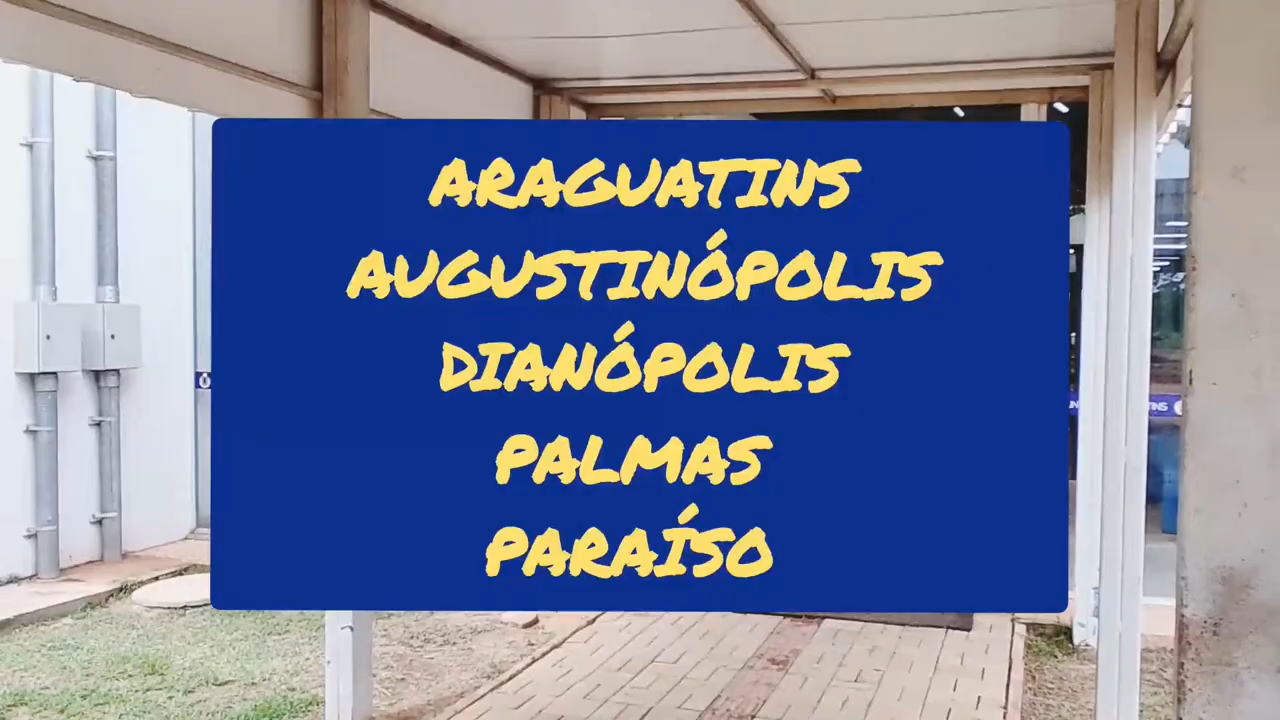 ARAGUATINS
AUGUSTINÓPOLIS
DIANÓPOLIS
PALMAS
PARAÍSO